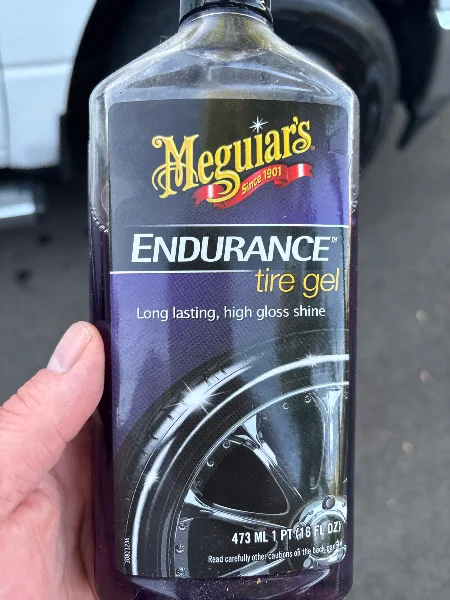 Meguiar's
Since 1901
ENDURANCE™
tire gel
Long lasting, high gloss shine
473 ML 1 PT (16 FL OZ)
Read carefully other cautions on the back panel